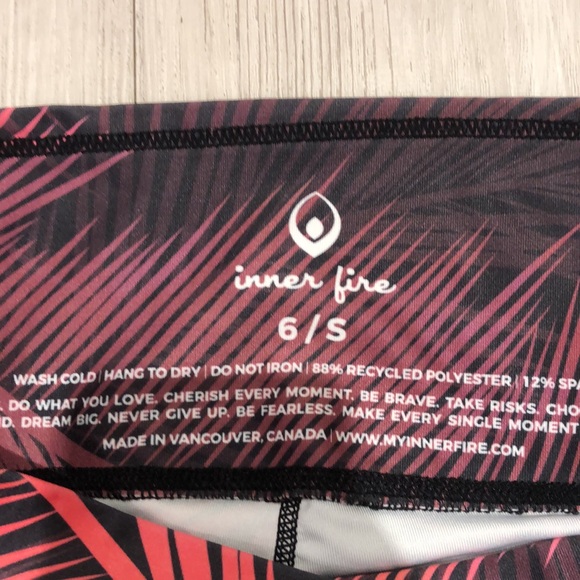 inner fire
6/S
WASH COLD | HANG TO DRY | DO NOT IRON | 88% RECYCLED POLYESTER | 12% SPA
. DO WHAT YOU LOVE. CHERISH EVERY MOMENT. BE BRAVE. TAKE RISKS. CHO
D. DREAM BIG. NEVER GIVE UP. BE FEARLESS. MAKE EVERY SINGLE MOMENT
MADE IN VANCOUVER, CANADA | WWW.MYINNERFIRE.COM